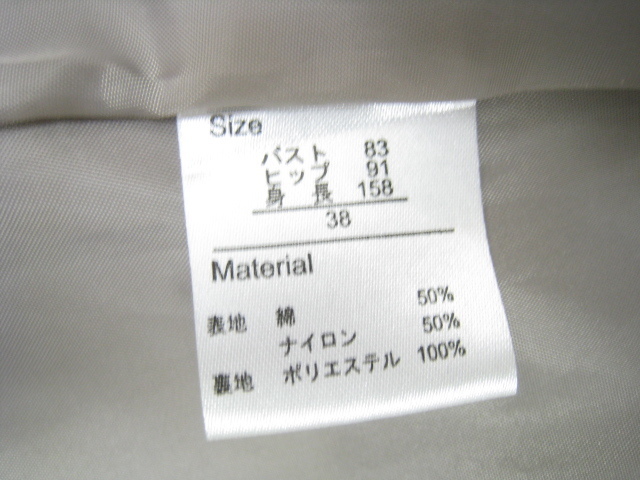 Size
バスト 83
ヒップ 91
身長 158
38
Material
表地 綿 50%
ナイロン 50%
裏地 ポリエステル 100%